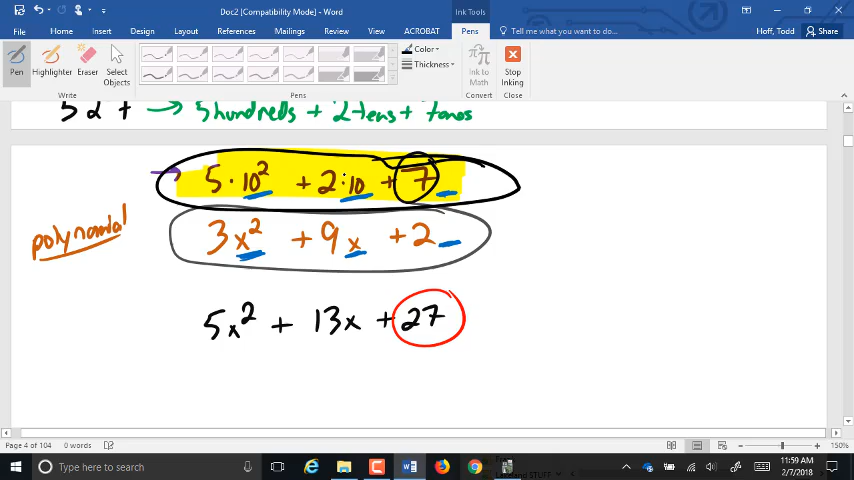 Doc2 [Compatibility Mode] - Word
Ink Tools
File Home Insert Design Layout References Mailings Review View ACROBAT Pens Tell me what you want to do... Hoff, Todd Share
Pen Highlighter Eraser Select Objects
Color
Thickness
Ink to Math
Stop Inking
Write Pens Convert Close
527 → 5 hundreds + 2 tens + 7 ones
→ 5 · 10² + 2 · 10 + 7
polynomial
3x² + 9x + 2
5x² + 13x + 27
Page 4 of 104 0 words 150%
Type here to search
STUFF
11:59 AM
2/7/2018